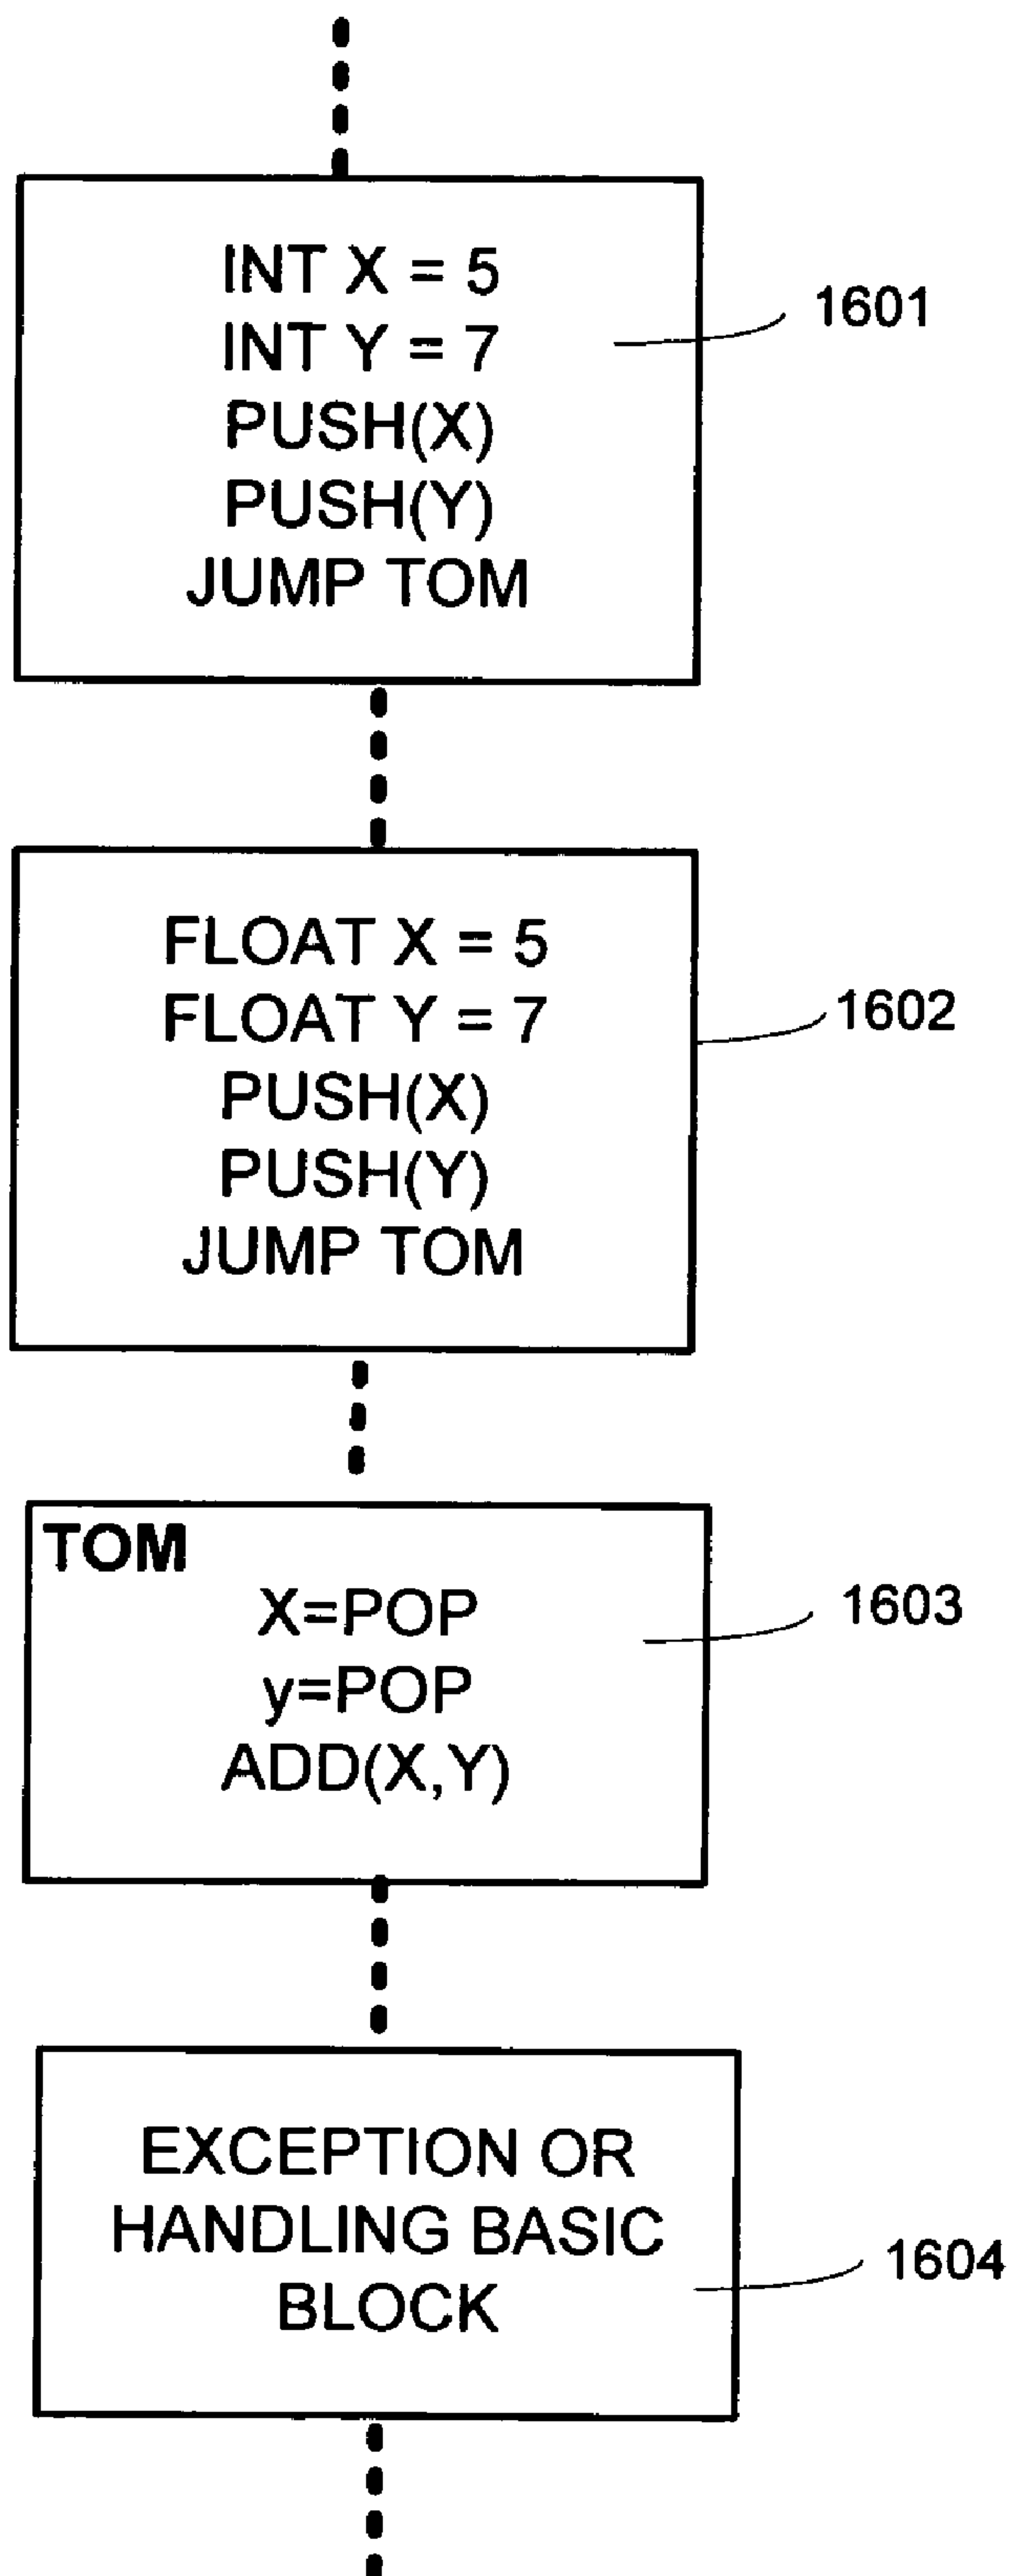 INT X = 5
INT Y = 7
PUSH(X)
PUSH(Y)
JUMP TOM
1601
FLOAT X = 5
FLOAT Y = 7
PUSH(X)
PUSH(Y)
JUMP TOM
1602
TOM
X=POP
y=POP
ADD(X,Y)
1603
EXCEPTION OR
HANDLING BASIC
BLOCK
1604